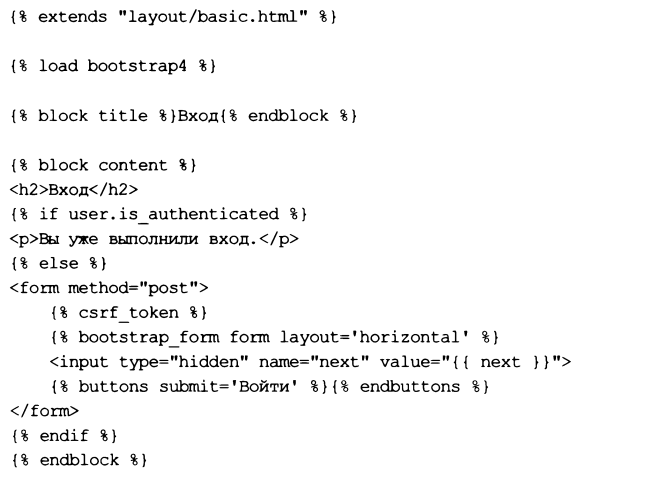 {% extends "layout/basic.html" %}
{% load bootstrap4 %}
{% block title %}Вход{% endblock %}
{% block content %}
<h2>Вход</h2>
{% if user.is_authenticated %}
<p>Вы уже выполнили вход.</p>
{% else %}
<form method="post">
    {% csrf_token %}
    {% bootstrap_form form layout='horizontal' %}
    <input type="hidden" name="next" value="{{ next }}">
    {% buttons submit='Войти' %}{% endbuttons %}
</form>
{% endif %}
{% endblock %}